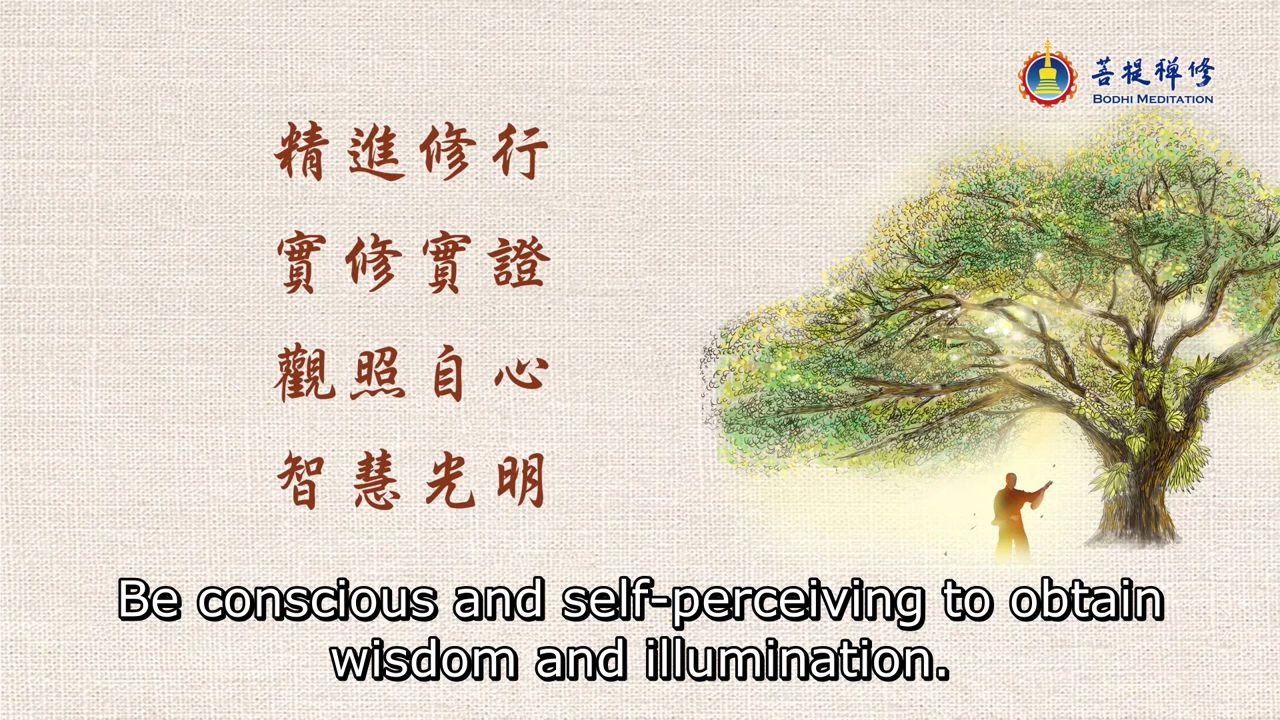 菩提禪修
BODHI MEDITATION
精進修行
實修實證
觀照自心
智慧光明
Be conscious and self-perceiving to obtain
wisdom and illumination.